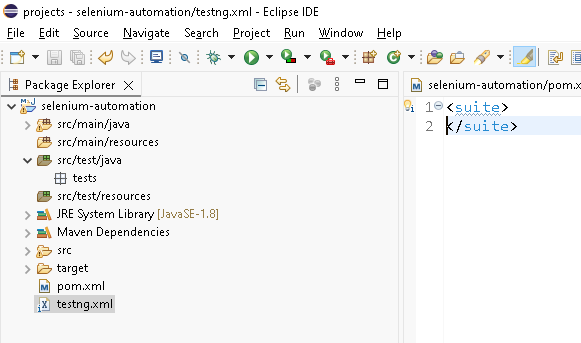 projects - selenium-automation/testng.xml - Eclipse IDE
File Edit Source Navigate Search Project Run Window Help
Package Explorer
selenium-automation/pom.x
selenium-automation
src/main/java
src/main/resources
src/test/java
tests
src/test/resources
JRE System Library [JavaSE-1.8]
Maven Dependencies
src
target
pom.xml
testng.xml
1 <suite>
2 </suite>